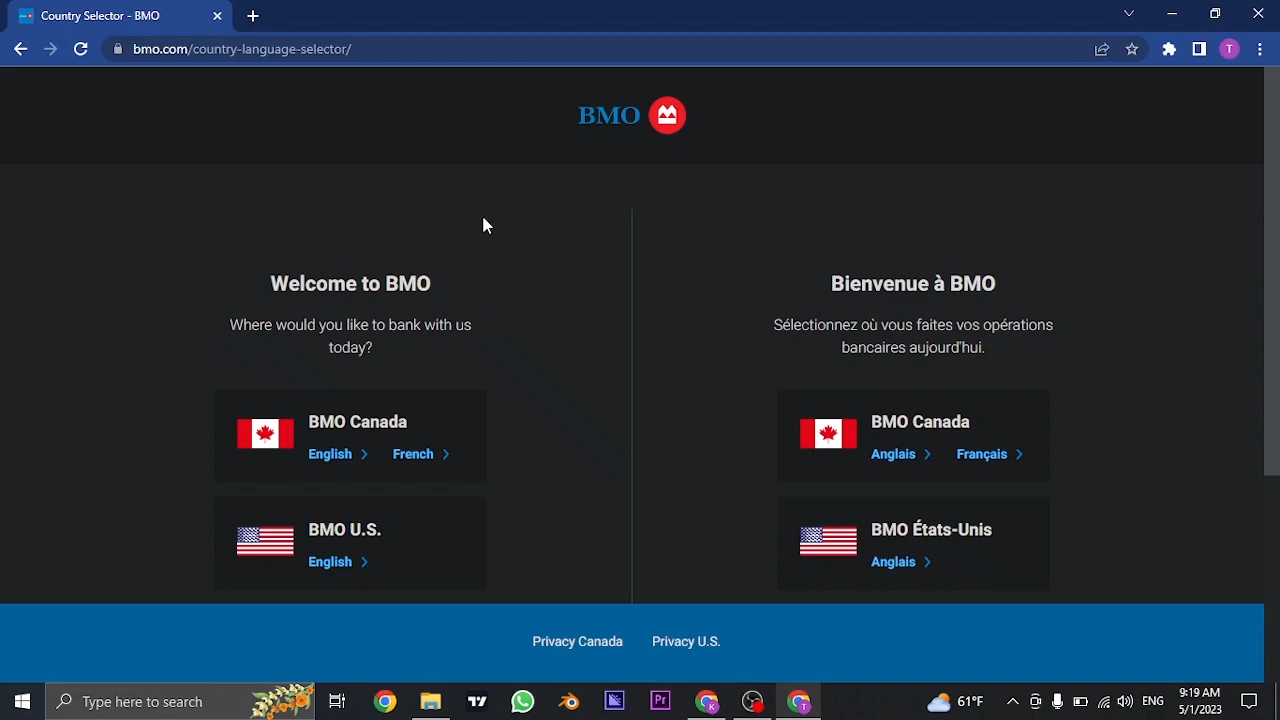 Country Selector - BMO
bmo.com/country-language-selector/
T
BMO
Welcome to BMO
Where would you like to bank with us
today?
BMO Canada
English
French
BMO U.S.
English
Bienvenue à BMO
Sélectionnez où vous faites vos opérations
bancaires aujourd'hui.
BMO Canada
Anglais
Français
BMO États-Unis
Anglais
Privacy Canada
Privacy U.S.
Type here to search
Pr
K
T
61°F
ENG
9:19 AM
5/1/2023